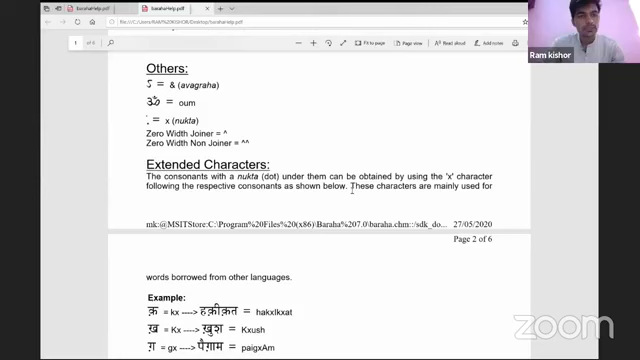 barahaHelp.pdf
barahaHelp.pdf
file:///C:/Users/RAM%20KISHOR/Desktop/barahaHelp.pdf
1 of 6
Fit to page
Page view
Read aloud
Add notes
Ram kishor
Others:
ऽ = & (avagraha)
ॐ = oum
़ = x (nukta)
Zero Width Joiner = ^
Zero Width Non Joiner = ^^
Extended Characters:
The consonants with a nukta (dot) under them can be obtained by using the 'x' character
following the respective consonants as shown below. These characters are mainly used for
mk:@MSITStore:C:\Program%20Files%20(x86)\Baraha%207.0\baraha.chm::/sdk_do... 27/05/2020
Page 2 of 6
words borrowed from other languages.
Example:
क़ = kx ----> हक़ीक़त = hakxIkxat
ख़ = Kx ----> ख़ुश = Kxush
ग़ = gx ----> पैग़ाम = paigxAm
zoom